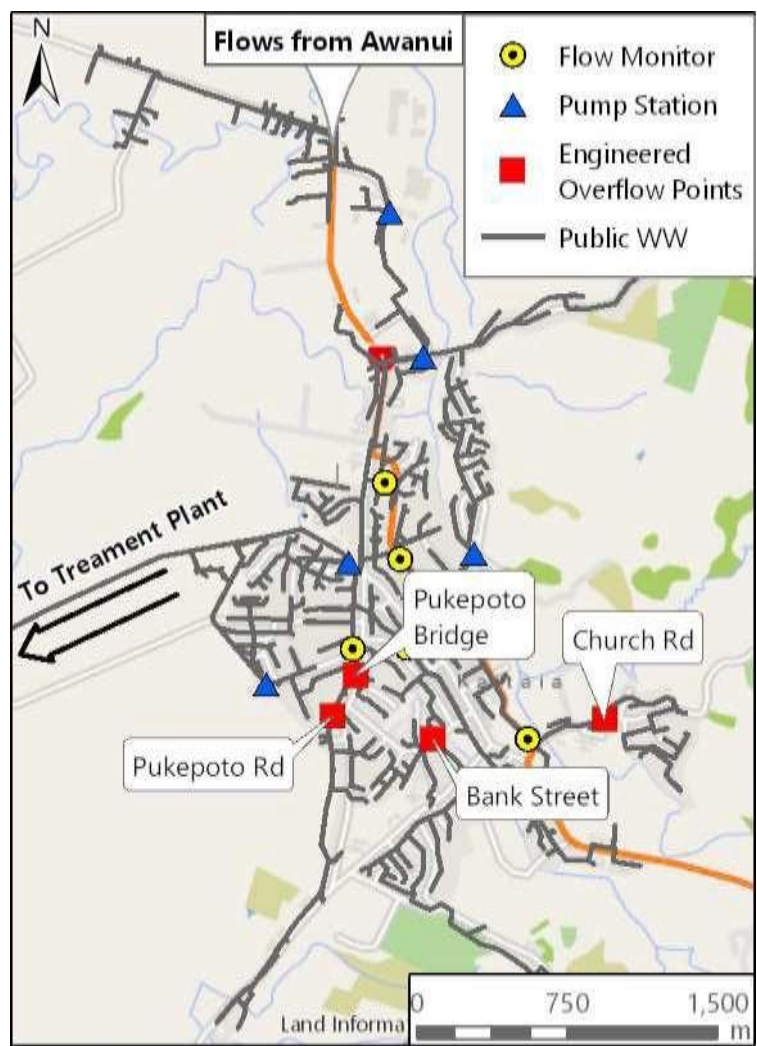 N
Flows from Awanui
Flow Monitor
Pump Station
Engineered
Overflow Points
Public WW
To Treament Plant
Pukepoto
Bridge
Church Rd
Kaitaia
Pukepoto Rd
Bank Street
Land Informa
0 750 1,500
m